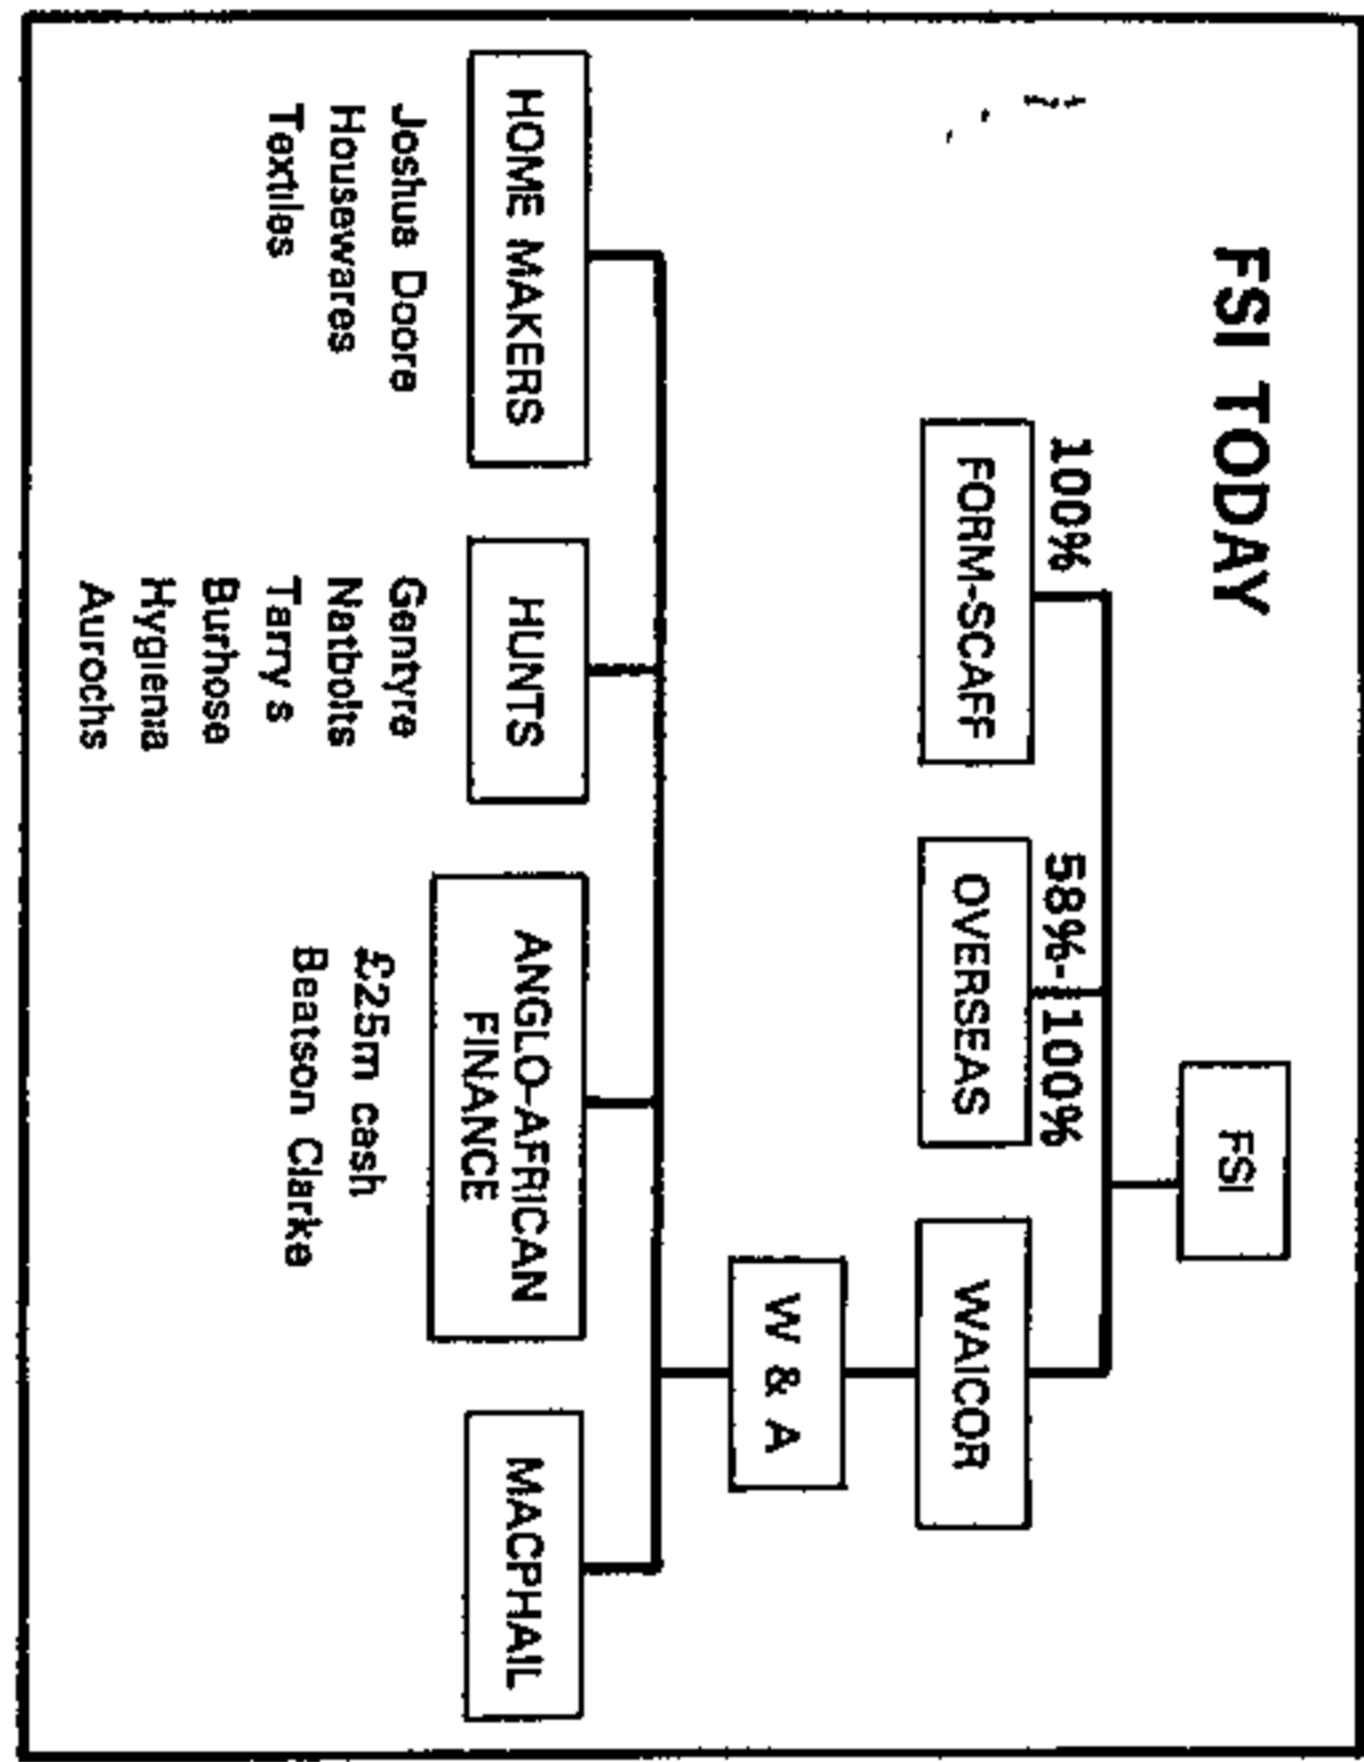 FSI TODAY
FSI
100%
58%-100%
FORM-SCAFF
OVERSEAS
WAICOR
W & A
HOME MAKERS
HUNTS
ANGLO-AFRICAN
FINANCE
MACPHAIL
Joshua Doore
Housewares
Textiles
Gentyre
Natbolts
Tarry s
Burhose
Hygienia
Aurochs
£25m cash
Beatson Clarke